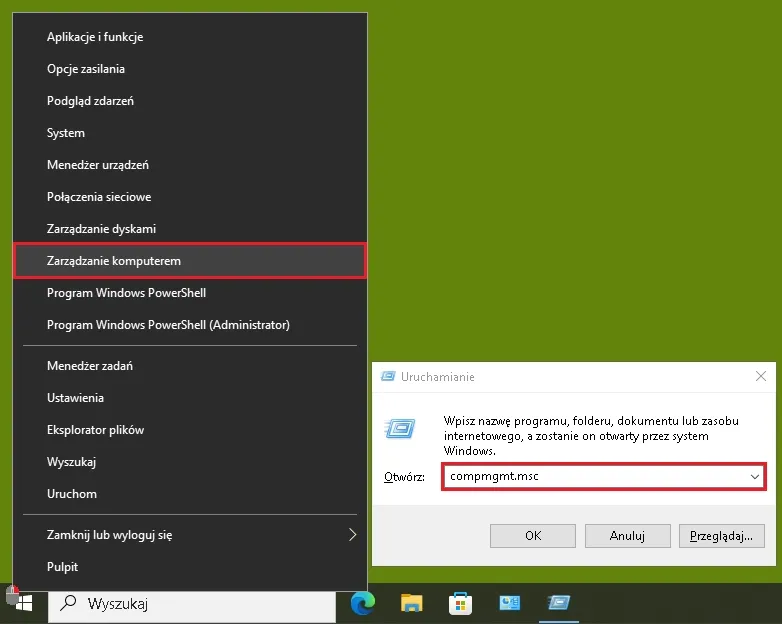 Aplikacje i funkcje
Opcje zasilania
Podgląd zdarzeń
System
Menedżer urządzeń
Połączenia sieciowe
Zarządzanie dyskami
Zarządzanie komputerem
Program Windows PowerShell
Program Windows PowerShell (Administrator)
Menedżer zadań
Ustawienia
Eksplorator plików
Wyszukaj
Uruchom
Zamknij lub wyloguj się
Pulpit
Uruchamianie
Wpisz nazwę programu, folderu, dokumentu lub zasobu
internetowego, a zostanie on otwarty przez system
Windows.
Otwórz: compmgmt.msc
OK Anuluj Przeglądaj...
Wyszukaj